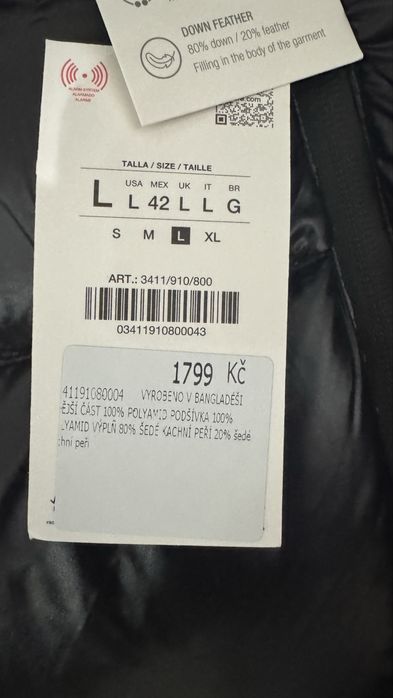 DOWN FEATHER
80% down / 20% feather
Filling in the body of the garment
ALARM SYSTEM
ALARMADO
ALARME
.com
TALLA / SIZE / TAILLE
USA MEX UK IT BR
L L 42 L L G
S M L XL
ART.: 3411/910/800
03411910800043
1799 Kč
41191080004 VYROBENO V BANGLADÉŠI
EJŠÍ ČÁST 100% POLYAMID PODŠÍVKA 100%
LYAMID VÝPLŇ 80% ŠEDÉ KACHNÍ PEŘÍ 20% šedé
chní peří